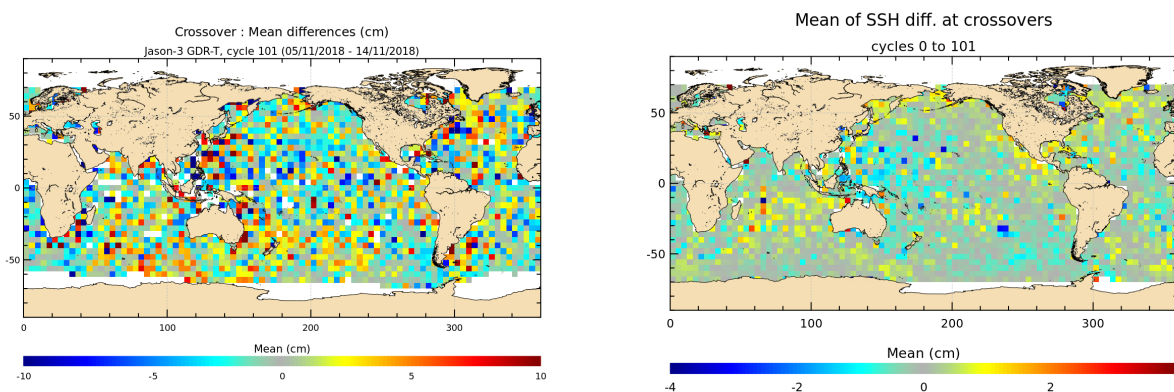 Crossover : Mean differences (cm)
Jason-3 GDR-T, cycle 101 (05/11/2018 - 14/11/2018)
50
0
-50
0 100 200 300
Mean (cm)
-10 -5 0 5 10
Mean of SSH diff. at crossovers
cycles 0 to 101
50
0
-50
0 100 200 300
Mean (cm)
-4 -2 0 2